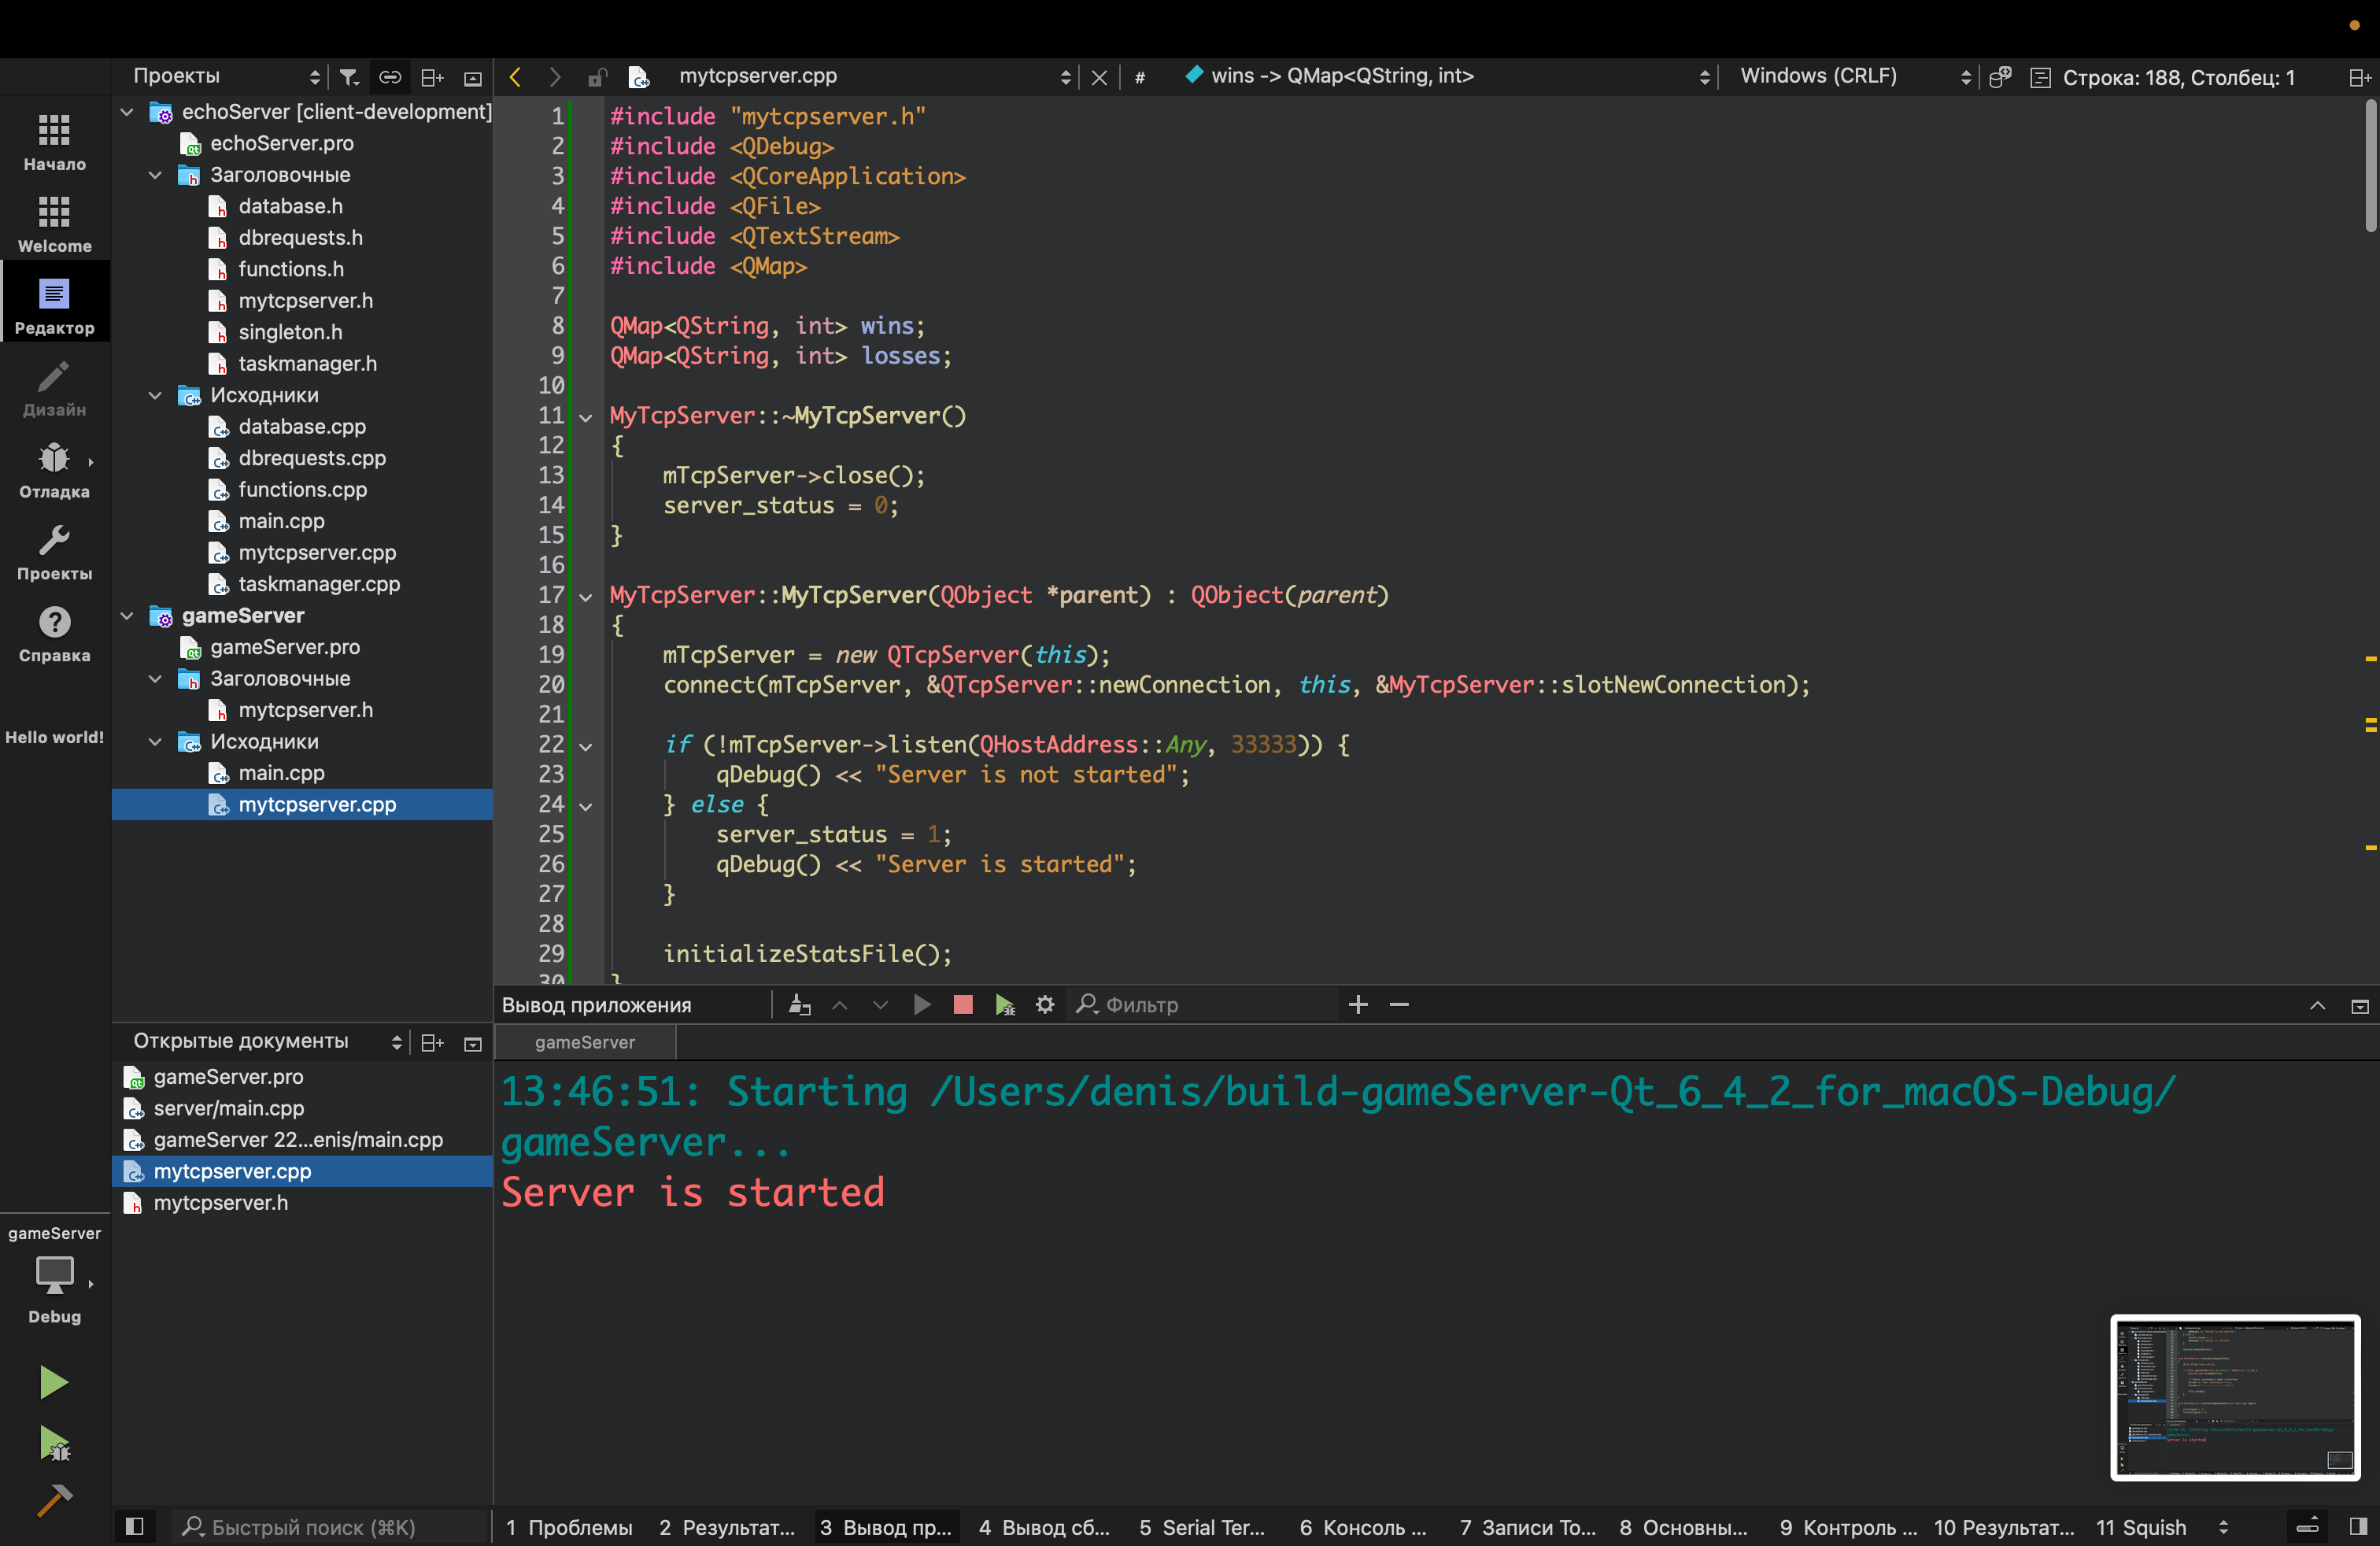 Проекты
mytcpserver.cpp
#
wins -> QMap<QString, int>
Windows (CRLF)
Строка: 188, Столбец: 1
Начало
Welcome
Редактор
Дизайн
Отладка
Проекты
Справка
Hello world!
gameServer
Debug
echoServer [client-development]
echoServer.pro
Заголовочные
database.h
dbrequests.h
functions.h
mytcpserver.h
singleton.h
taskmanager.h
Исходники
database.cpp
dbrequests.cpp
functions.cpp
main.cpp
mytcpserver.cpp
taskmanager.cpp
gameServer
gameServer.pro
Заголовочные
mytcpserver.h
Исходники
main.cpp
mytcpserver.cpp
Открытые документы
gameServer.pro
server/main.cpp
gameServer 22...enis/main.cpp
mytcpserver.cpp
mytcpserver.h
1 #include "mytcpserver.h"
2 #include <QDebug>
3 #include <QCoreApplication>
4 #include <QFile>
5 #include <QTextStream>
6 #include <QMap>
7
8 QMap<QString, int> wins;
9 QMap<QString, int> losses;
10
11 MyTcpServer::~MyTcpServer()
12 {
13 mTcpServer->close();
14 server_status = 0;
15 }
16
17 MyTcpServer::MyTcpServer(QObject *parent) : QObject(parent)
18 {
19 mTcpServer = new QTcpServer(this);
20 connect(mTcpServer, &QTcpServer::newConnection, this, &MyTcpServer::slotNewConnection);
21
22 if (!mTcpServer->listen(QHostAddress::Any, 33333)) {
23 qDebug() << "Server is not started";
24 } else {
25 server_status = 1;
26 qDebug() << "Server is started";
27 }
28
29 initializeStatsFile();
30 }
Вывод приложения
Фильтр
gameServer
13:46:51: Starting /Users/denis/build-gameServer-Qt_6_4_2_for_macOS-Debug/
gameServer...
Server is started
Быстрый поиск (⌘K)
1 Проблемы
2 Результат...
3 Вывод пр...
4 Вывод сб...
5 Serial Ter...
6 Консоль ...
7 Записи To...
8 Основны...
9 Контроль ...
10 Результат...
11 Squish